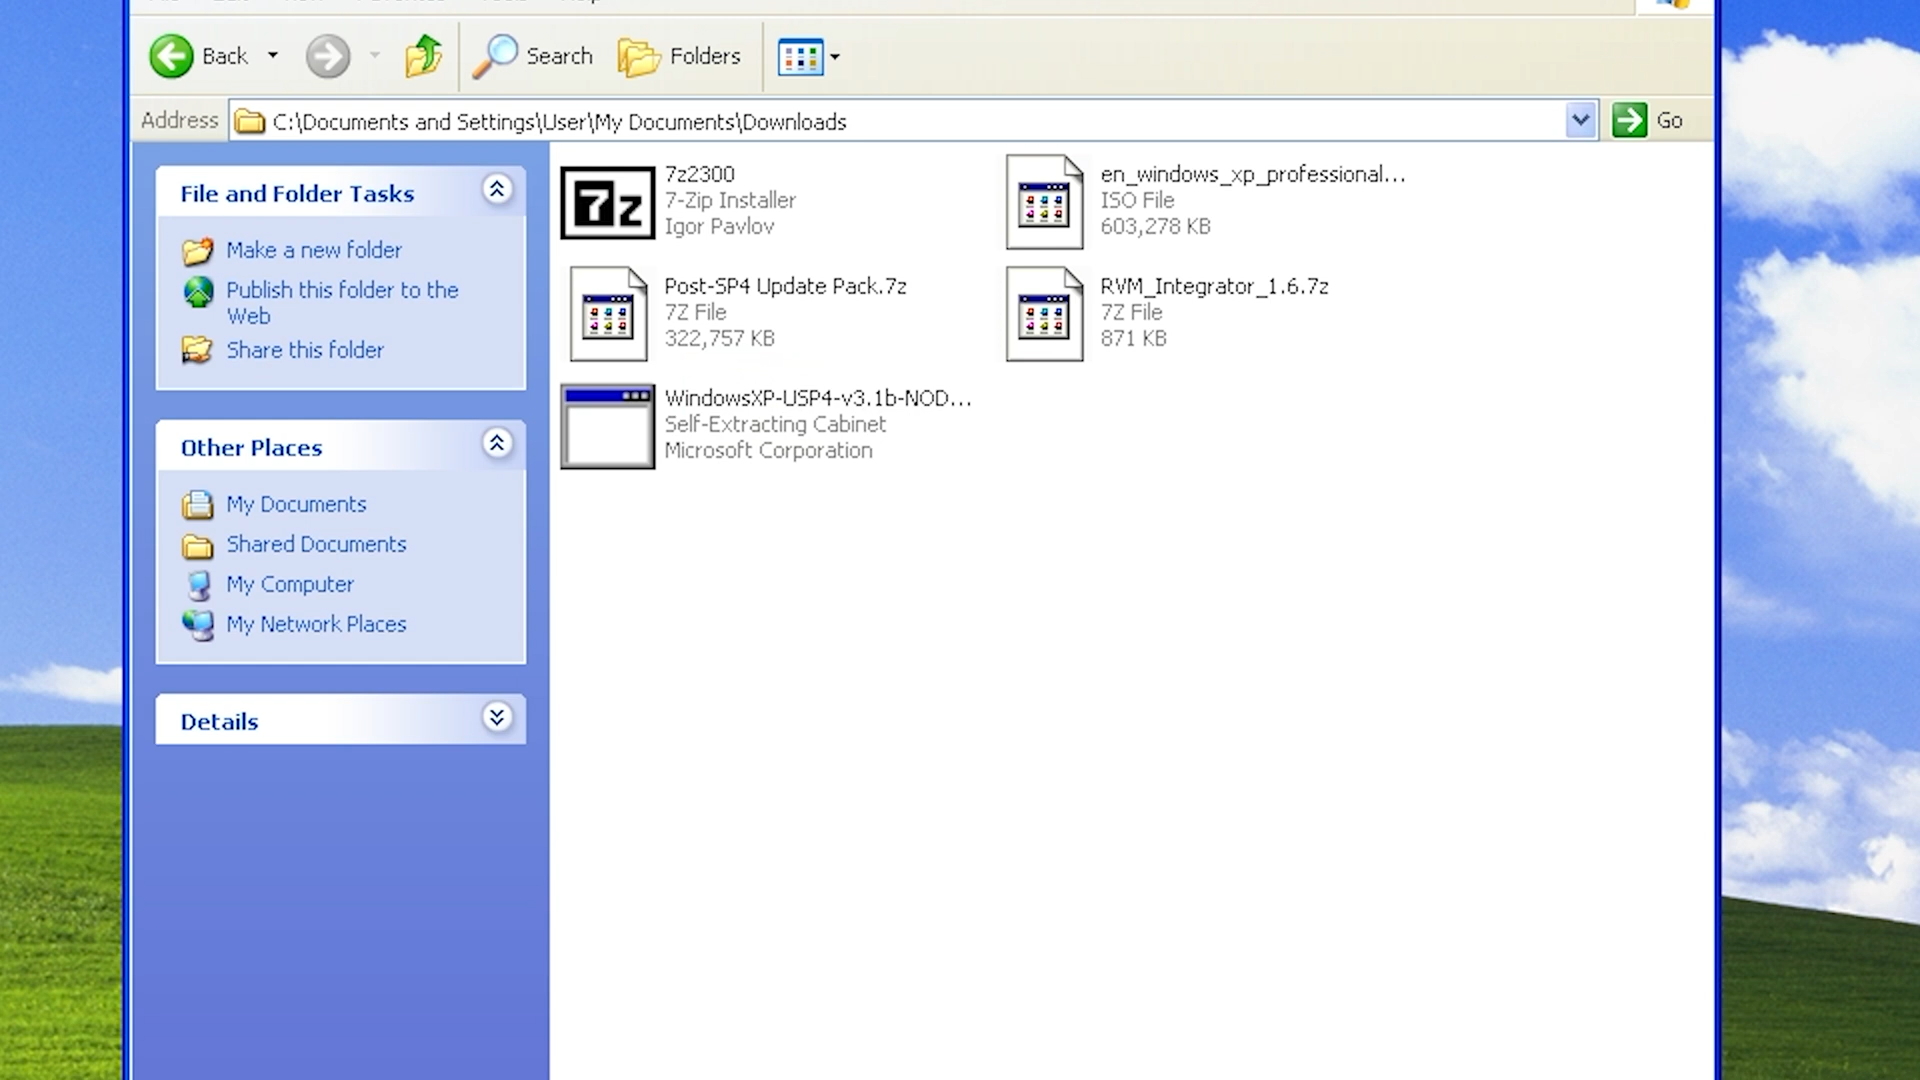 Back
Search
Folders
Address
C:\Documents and Settings\User\My Documents\Downloads
Go
File and Folder Tasks
Make a new folder
Publish this folder to the
Web
Share this folder
Other Places
My Documents
Shared Documents
My Computer
My Network Places
Details
7z
7z2300
7-Zip Installer
Igor Pavlov
en_windows_xp_professional...
ISO File
603,278 KB
Post-SP4 Update Pack.7z
7Z File
322,757 KB
RVM_Integrator_1.6.7z
7Z File
871 KB
WindowsXP-USP4-v3.1b-NOD...
Self-Extracting Cabinet
Microsoft Corporation